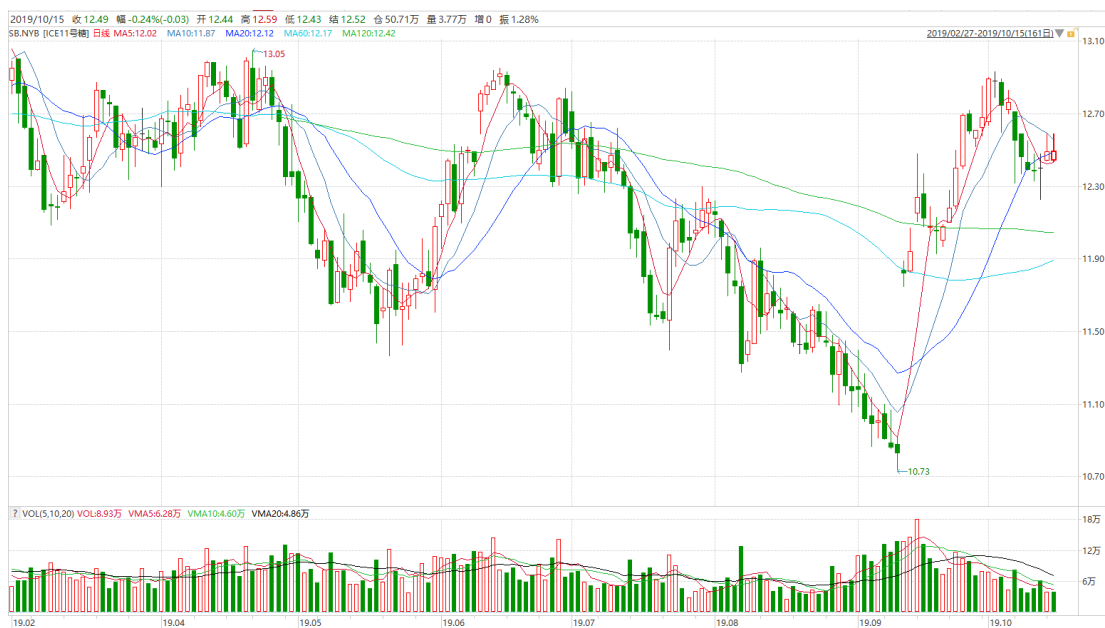 2019/10/15 收 12.49 幅 -0.24%(-0.03) 开 12.44 高 12.59 低 12.43 结 12.52 仓 50.71万 量 3.77万 增 0 振 1.28%
SB.NYB [ICE11号糖] 日线 MA5:12.02 MA10:11.87 MA20:12.12 MA60:12.17 MA120:12.42 2019/02/27-2019/10/15(161日)
13.10
13.05
12.70
12.30
11.90
11.50
11.10
10.73
10.70
? VOL(5,10,20) VOL:8.93万 VMA5:6.28万 VMA10:4.60万 VMA20:4.86万
18万
12万
6万
19.02 19.04 19.05 19.06 19.07 19.08 19.09 19.10